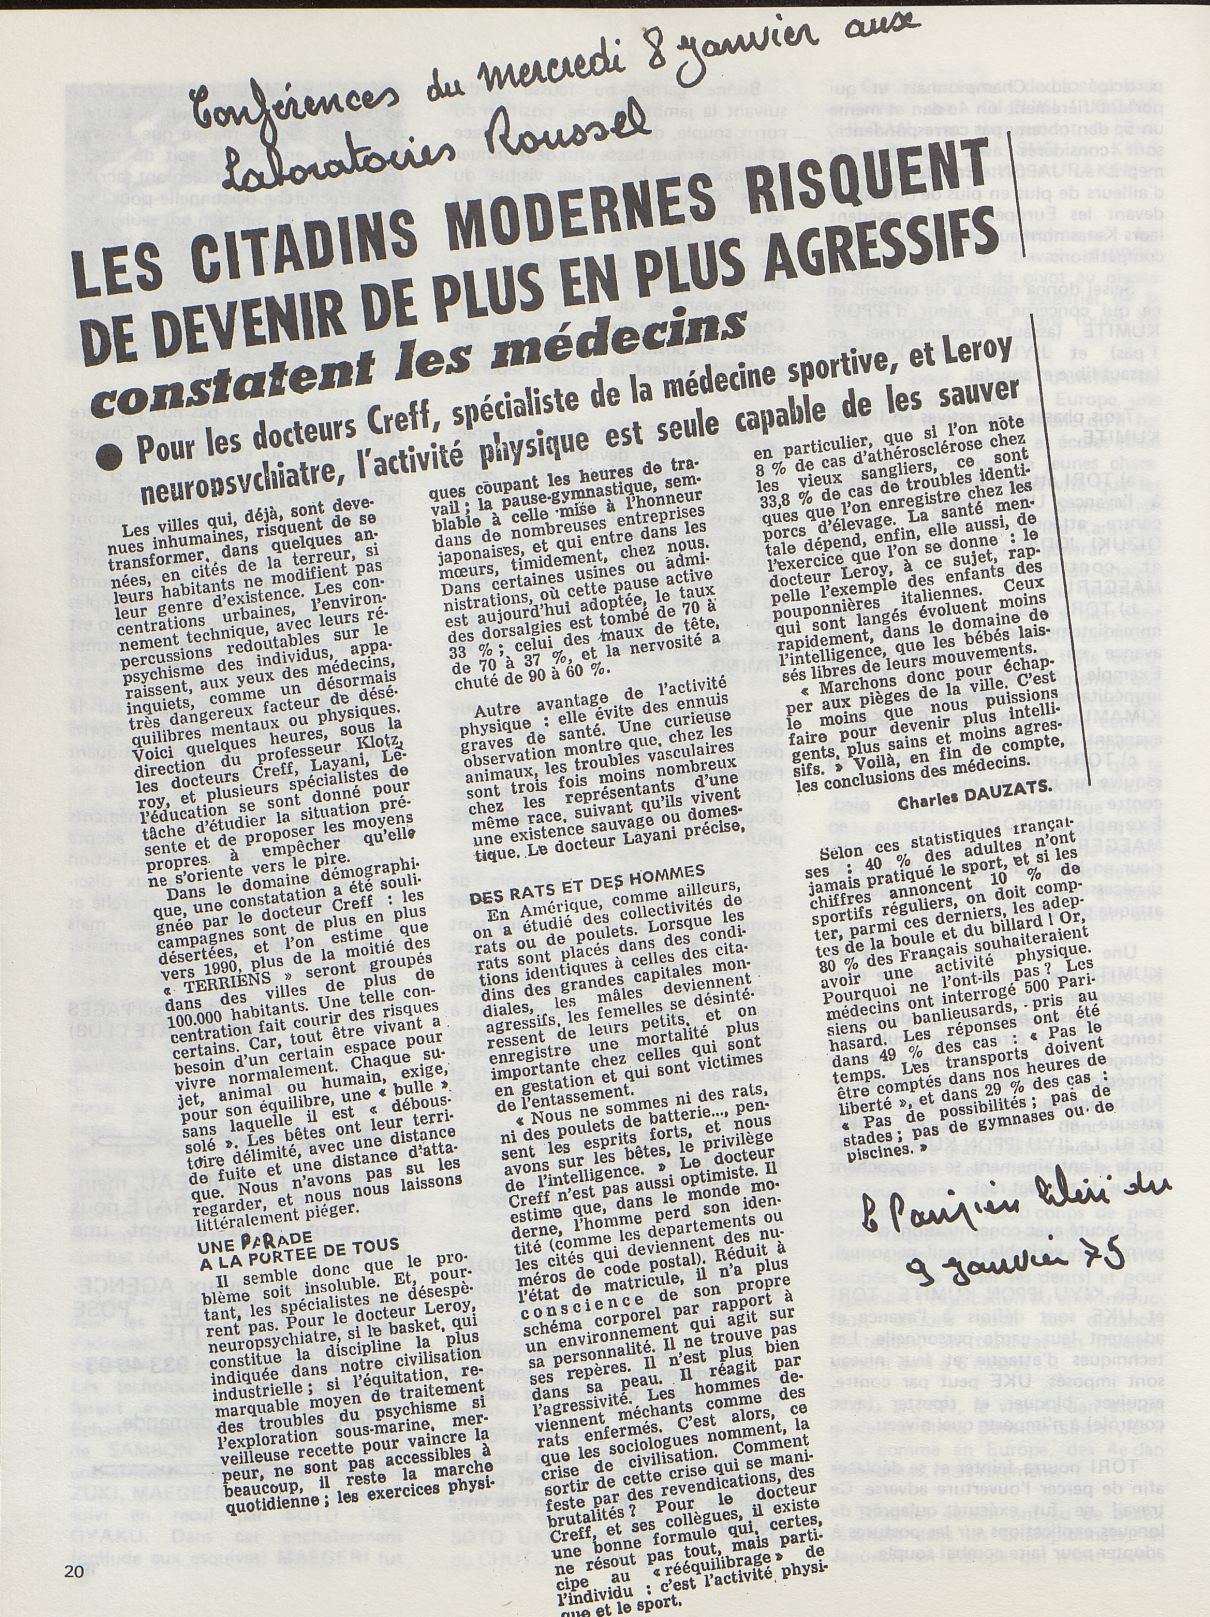 Conférences du Mercredi 8 Janvier aux
Laboratoires Roussel
LES CITADINS MODERNES RISQUENT
DE DEVENIR DE PLUS EN PLUS AGRESSIFS
constatent les médecins
● Pour les docteurs Creff, spécialiste de la médecine sportive, et Leroy
neuropsychiatre, l'activité physique est seule capable de les sauver
Les villes qui, déjà, sont deve-
nues inhumaines, risquent de se
transformer, dans quelques an-
nées, en cités de la terreur, si
leurs habitants ne modifient pas
leur genre d'existence. Les con-
centrations urbaines, l'environ-
nement technique, avec leurs ré-
percussions redoutables sur le
psychisme des individus, appa-
raissent, aux yeux des médecins,
inquiets, comme un désormais
très dangereux facteur de désé-
quilibres mentaux ou physiques.
Voici quelques heures, sous la
direction du professeur Klotz,
les docteurs Creff, Layani, Le-
roy, et plusieurs spécialistes de
l'éducation se sont donné pour
tâche d'étudier la situation pré-
sente et de proposer les moyens
propres à empêcher qu'elle
ne s'oriente vers le pire.
Dans le domaine démographi-
que, une constatation a été souli-
gnée par le docteur Creff : les
campagnes sont de plus en plus
désertées, et l'on estime que
vers 1990, plus de la moitié des
« TERRIENS » seront groupés
dans des villes de plus de
100.000 habitants. Une telle con-
centration fait courir des risques
certains. Car, tout être vivant a
besoin d'un certain espace pour
vivre normalement. Chaque su-
jet, animal ou humain, exige,
pour son équilibre, une « bulle »
sans laquelle il est « débous-
solé ». Les bêtes ont leur terri-
toire délimité, avec une distance
de fuite et une distance d'atta-
que. Nous n'avons pas su les
regarder, et nous nous laissons
littéralement piéger.
UNE PARADE
A LA PORTEE DE TOUS
Il semble donc que le pro-
blème soit insoluble. Et, pour-
tant, les spécialistes ne désespè-
rent pas. Pour le docteur Leroy,
neuropsychiatre, si le basket, qui
constitue la discipline la plus
indiquée dans notre civilisation
industrielle ; si l'équitation, re-
marquable moyen de traitement
des troubles du psychisme si
l'exploration sous-marine, mer-
veilleuse recette pour vaincre la
peur, ne sont pas accessibles à
beaucoup, il reste la marche
quotidienne ; les exercices physi-
ques coupant les heures de tra-
vail ; la pause-gymnastique, sem-
blable à celle mise à l'honneur
dans de nombreuses entreprises
japonaises, et qui entre dans les
mœurs, timidement, chez nous.
Dans certaines usines ou admi-
nistrations, où cette pause active
est aujourd'hui adoptée, le taux
des dorsalgies est tombé de 70 à
33 % ; celui des maux de tête,
de 70 à 37 %, et la nervosité a
chuté de 90 à 60 %.
Autre avantage de l'activité
physique : elle évite des ennuis
graves de santé. Une curieuse
observation montre que, chez les
animaux, les troubles vasculaires
sont trois fois moins nombreux
chez les représentants d'une
même race, suivant qu'ils vivent
une existence sauvage ou domes-
tique. Le docteur Layani précise,
DES RATS ET DES HOMMES
En Amérique, comme ailleurs,
on a étudié des collectivités de
rats ou de poulets. Lorsque les
rats sont placés dans des condi-
tions identiques à celles des cita-
dins des grandes capitales mon-
diales, les mâles deviennent
agressifs, les femelles se désinté-
ressent de leurs petits, et on
enregistre une mortalité plus
importante chez celles qui sont
en gestation et qui sont victimes
de l'entassement.
« Nous ne sommes ni des rats,
ni des poulets de batterie..., pen-
sent les esprits forts, et nous
avons sur les bêtes, le privilège
de l'intelligence. » Le docteur
Creff n'est pas aussi optimiste. Il
estime que, dans le monde mo-
derne, l'homme perd son iden-
tité (comme les départements ou
les cités qui deviennent des nu-
méros de code postal). Réduit à
l'état de matricule, il n'a plus
conscience de son propre
schéma corporel par rapport à
un environnement qui agit sur
sa personnalité. Il ne trouve pas
ses repères. Il n'est plus bien
dans sa peau. Il réagit par
l'agressivité. Les hommes de-
viennent méchants comme des
rats enfermés. C'est alors, ce
que les sociologues nomment, la
crise de civilisation. Comment
sortir de cette crise qui se mani-
feste par des revendications, des
brutalités ? Pour le docteur
Creff, et ses collègues, il existe
une bonne formule qui, certes,
ne résout pas tout, mais parti-
cipe au « rééquilibrage » de
l'individu : c'est l'activité physi-
que et le sport.
en particulier, que si l'on note
8 % de cas d'athérosclérose chez
les vieux sangliers, ce sont
33,8 % de cas de troubles identi-
ques que l'on enregistre chez les
porcs d'élevage. La santé men-
tale dépend, enfin, elle aussi, de
l'exercice que l'on se donne : le
docteur Leroy, à ce sujet, rap-
pelle l'exemple des enfants des
pouponnières italiennes. Ceux
qui sont langés évoluent moins
rapidement, dans le domaine de
l'intelligence, que les bébés lais-
sés libres de leurs mouvements.
« Marchons donc pour échap-
per aux pièges de la ville. C'est
le moins que nous puissions
faire pour devenir plus intelli-
gents, plus sains et moins agres-
sifs. » Voilà, en fin de compte,
les conclusions des médecins.
Charles DAUZATS.
Selon ces statistiques françai-
ses : 40 % des adultes n'ont
jamais pratiqué le sport, et si les
chiffres annoncent 10 % de
sportifs réguliers, on doit comp-
ter, parmi ces derniers, les adep-
tes de la boule et du billard ! Or,
80 % des Français souhaiteraient
avoir une activité physique.
Pourquoi ne l'ont-ils pas ? Les
médecins ont interrogé 500 Pari-
siens ou banlieusards, pris au
hasard. Les réponses ont été
dans 49 % des cas : « Pas le
temps. Les transports doivent
être comptés dans nos heures de
liberté », et dans 29 % des cas :
« Pas de possibilités ; pas de
stades ; pas de gymnases ou de
piscines. »
le Parisien libéré du
9 Janvier 75
20